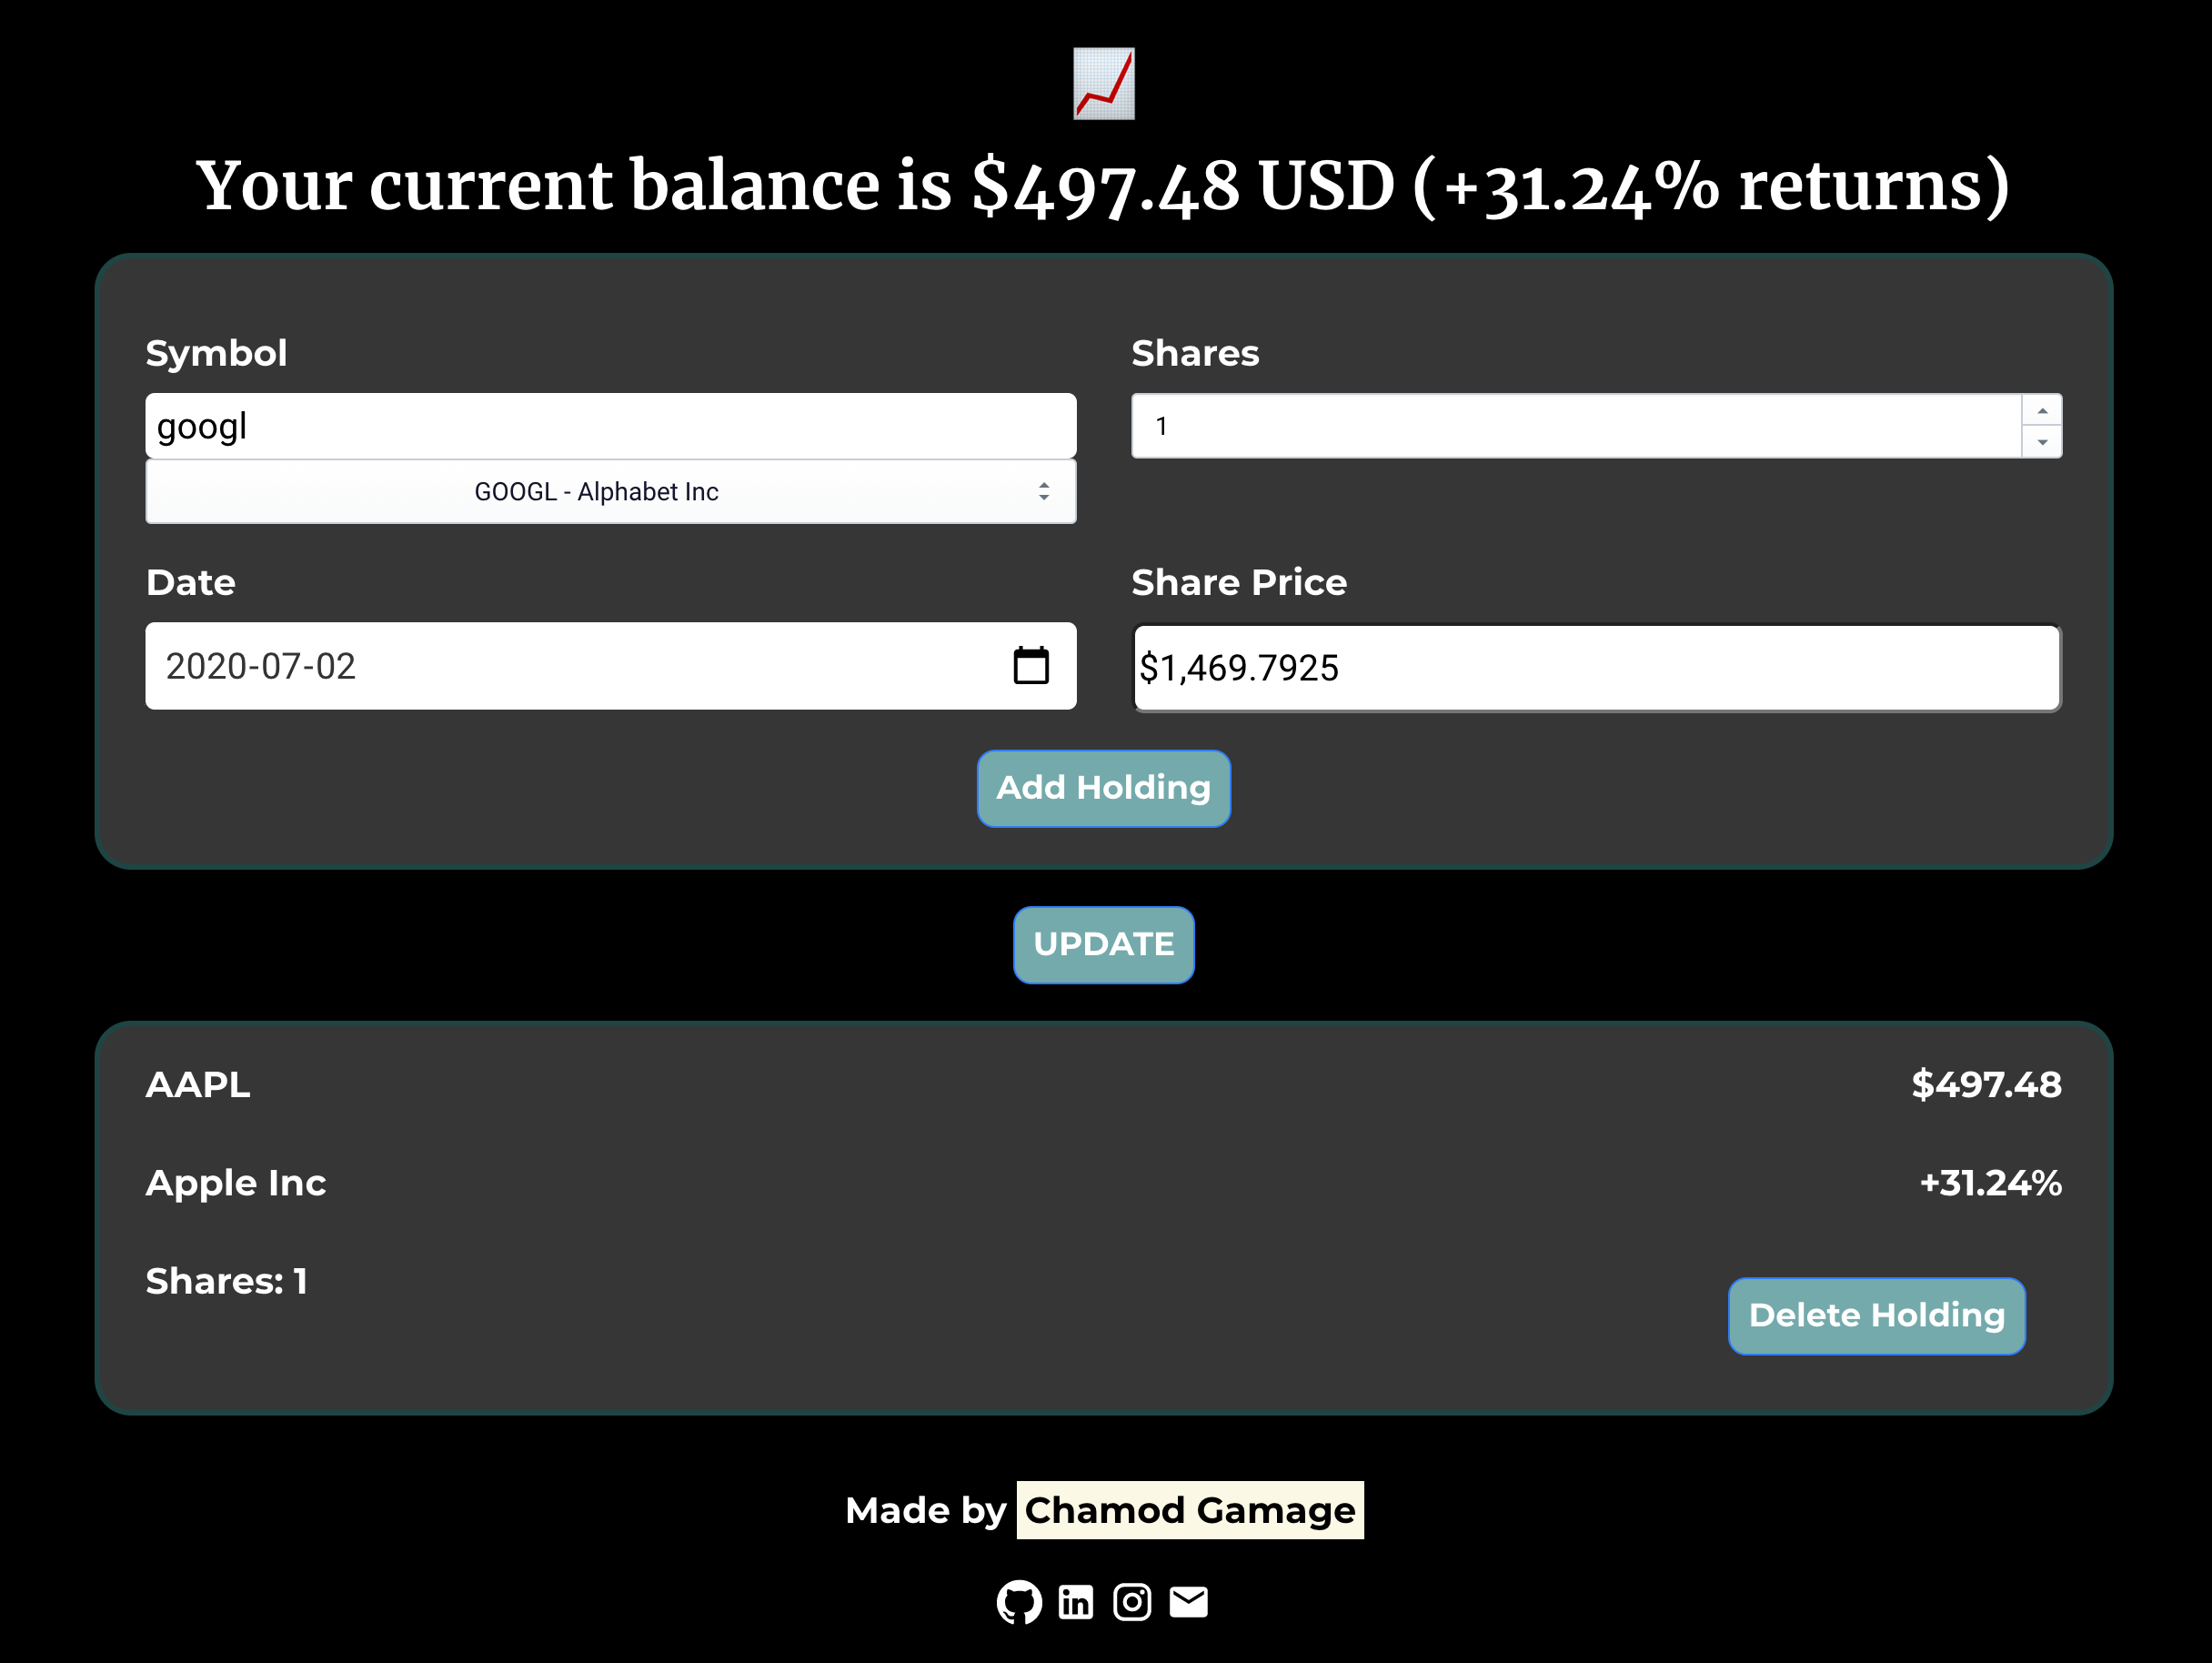 Your current balance is $497.48 USD (+31.24% returns)
Symbol
Shares
googl
1
GOOGL - Alphabet Inc
Date
Share Price
2020-07-02
$1,469.7925
Add Holding
UPDATE
AAPL
$497.48
Apple Inc
+31.24%
Shares: 1
Delete Holding
Made by Chamod Gamage
in